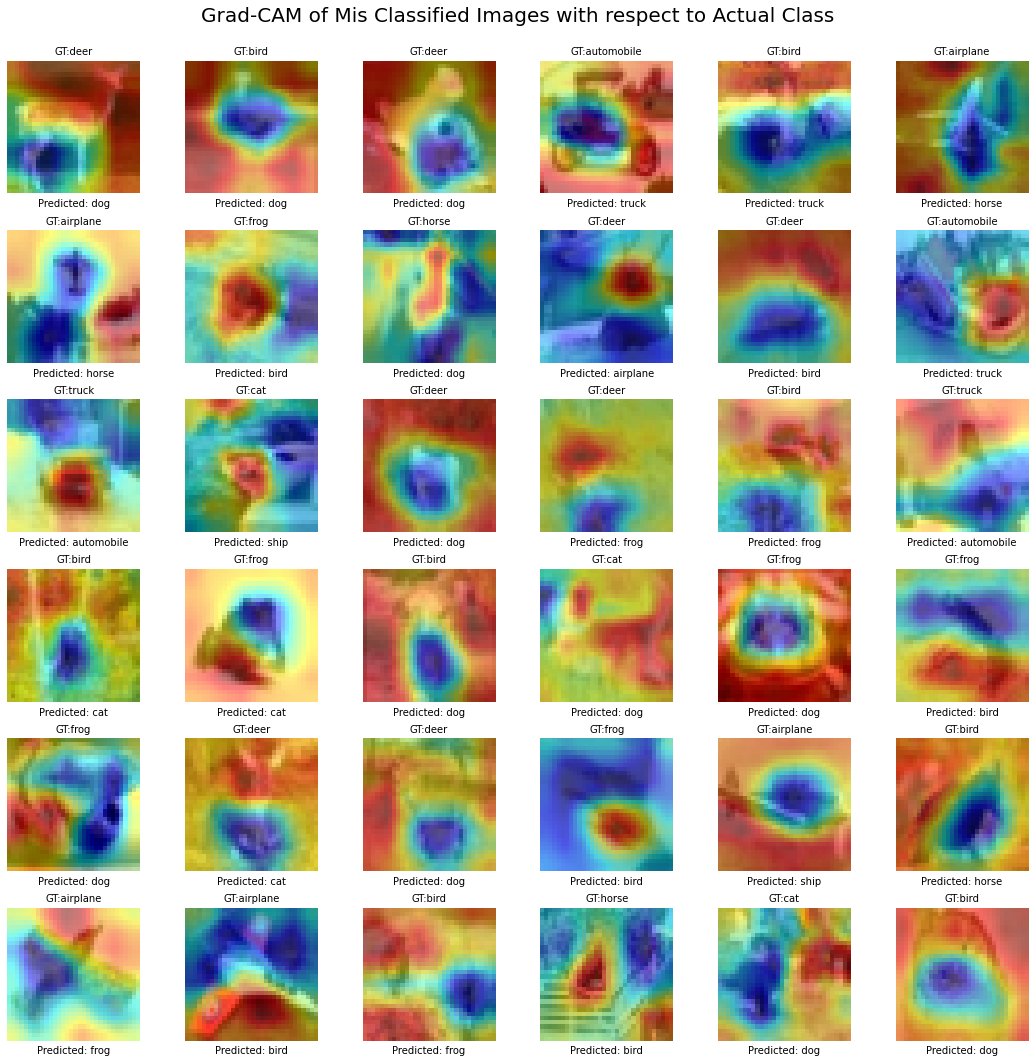 Grad-CAM of Mis Classified Images with respect to Actual Class
GT:deer GT:bird GT:deer GT:automobile GT:bird GT:airplane
Predicted: dog Predicted: dog Predicted: dog Predicted: truck Predicted: truck Predicted: horse
GT:airplane GT:frog GT:horse GT:deer GT:deer GT:automobile
Predicted: horse Predicted: bird Predicted: dog Predicted: airplane Predicted: bird Predicted: truck
GT:truck GT:cat GT:deer GT:deer GT:bird GT:truck
Predicted: automobile Predicted: ship Predicted: dog Predicted: frog Predicted: frog Predicted: automobile
GT:bird GT:frog GT:bird GT:cat GT:frog GT:frog
Predicted: cat Predicted: cat Predicted: dog Predicted: dog Predicted: dog Predicted: bird
GT:frog GT:deer GT:deer GT:frog GT:airplane GT:bird
Predicted: dog Predicted: cat Predicted: dog Predicted: bird Predicted: ship Predicted: horse
GT:airplane GT:airplane GT:bird GT:horse GT:cat GT:bird
Predicted: frog Predicted: bird Predicted: frog Predicted: bird Predicted: dog Predicted: dog